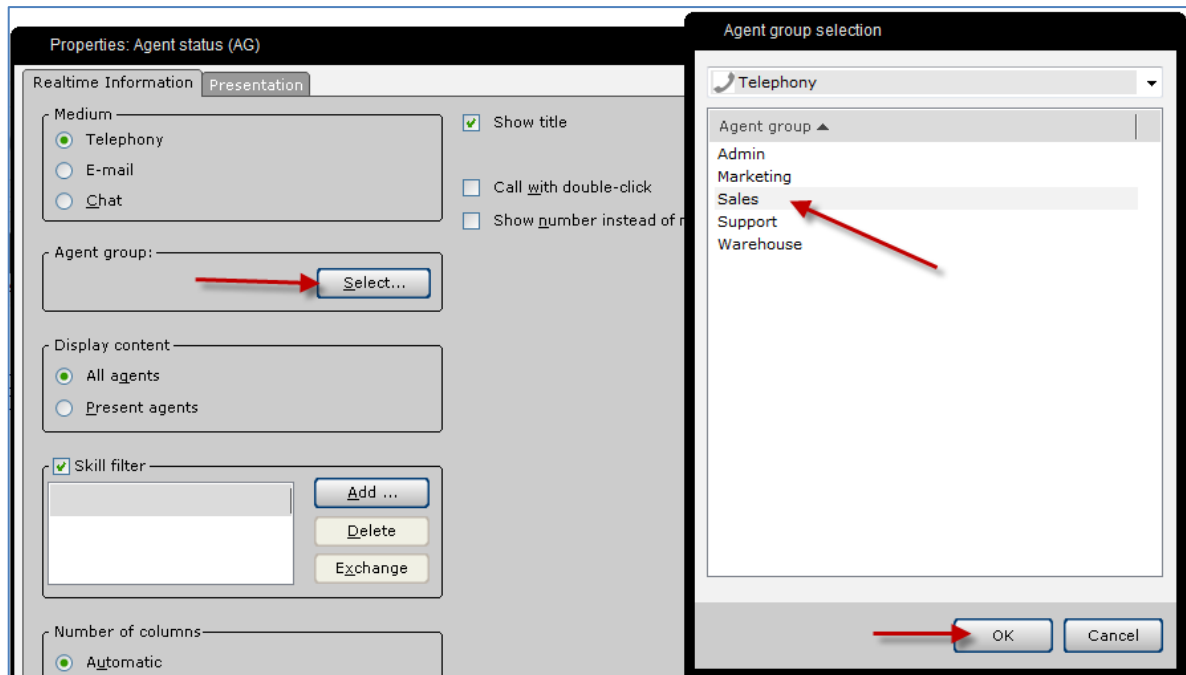 Properties: Agent status (AG)
Realtime Information
Presentation
Medium
Telephony
E-mail
Chat
Show title
Call with double-click
Show number instead of
Agent group:
Select...
Display content
All agents
Present agents
Skill filter
Add ...
Delete
Exchange
Number of columns
Automatic
Agent group selection
Telephony
Agent group
Admin
Marketing
Sales
Support
Warehouse
OK
Cancel